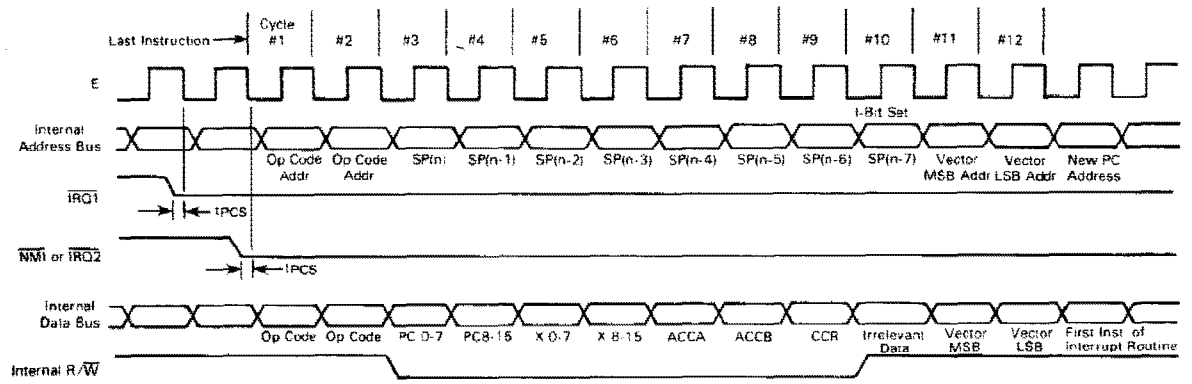 Last Instruction
Cycle
#1 #2 #3 #4 #5 #6 #7 #8 #9 #10 #11 #12
E
I-Bit Set
Internal
Address Bus
Op Code Op Code SP(n) SP(n-1) SP(n-2) SP(n-3) SP(n-4) SP(n-5) SP(n-6) SP(n-7) Vector Vector New PC
Addr Addr MSB Addr LSB Addr Address
IRQ1
tPCS
NMI or IRQ2
tPCS
Internal
Data Bus
Op Code Op Code PC 0-7 PC8-15 X 0-7 X 8-15 ACCA ACCB CCR Irrelevant Vector Vector First Inst of
Data MSB LSB Interrupt Routine
Internal R/W